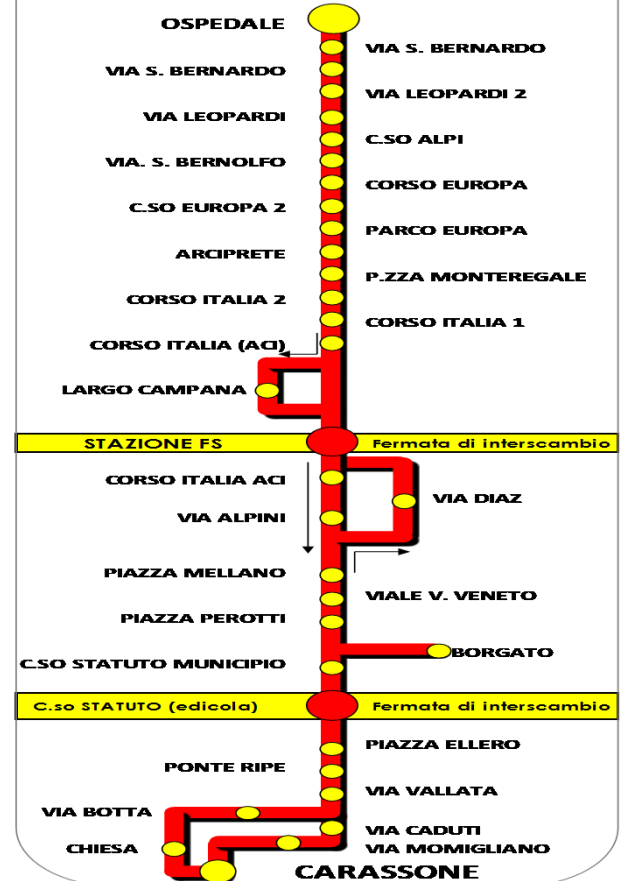 OSPEDALE
VIA S. BERNARDO
VIA S. BERNARDO
VIA LEOPARDI 2
VIA LEOPARDI
C.SO ALPI
VIA. S. BERNOLFO
CORSO EUROPA
C.SO EUROPA 2
PARCO EUROPA
ARCIPRETE
P.ZZA MONTEREGALE
CORSO ITALIA 2
CORSO ITALIA 1
CORSO ITALIA (ACI)
LARGO CAMPANA
STAZIONE FS Fermata di interscambio
CORSO ITALIA ACI
VIA DIAZ
VIA ALPINI
PIAZZA MELLANO
VIALE V. VENETO
PIAZZA PEROTTI
BORGATO
C.SO STATUTO MUNICIPIO
C.so STATUTO (edicola) Fermata di interscambio
PIAZZA ELLERO
PONTE RIPE
VIA VALLATA
VIA BOTTA
VIA CADUTI
CHIESA
VIA MOMIGLIANO
CARASSONE